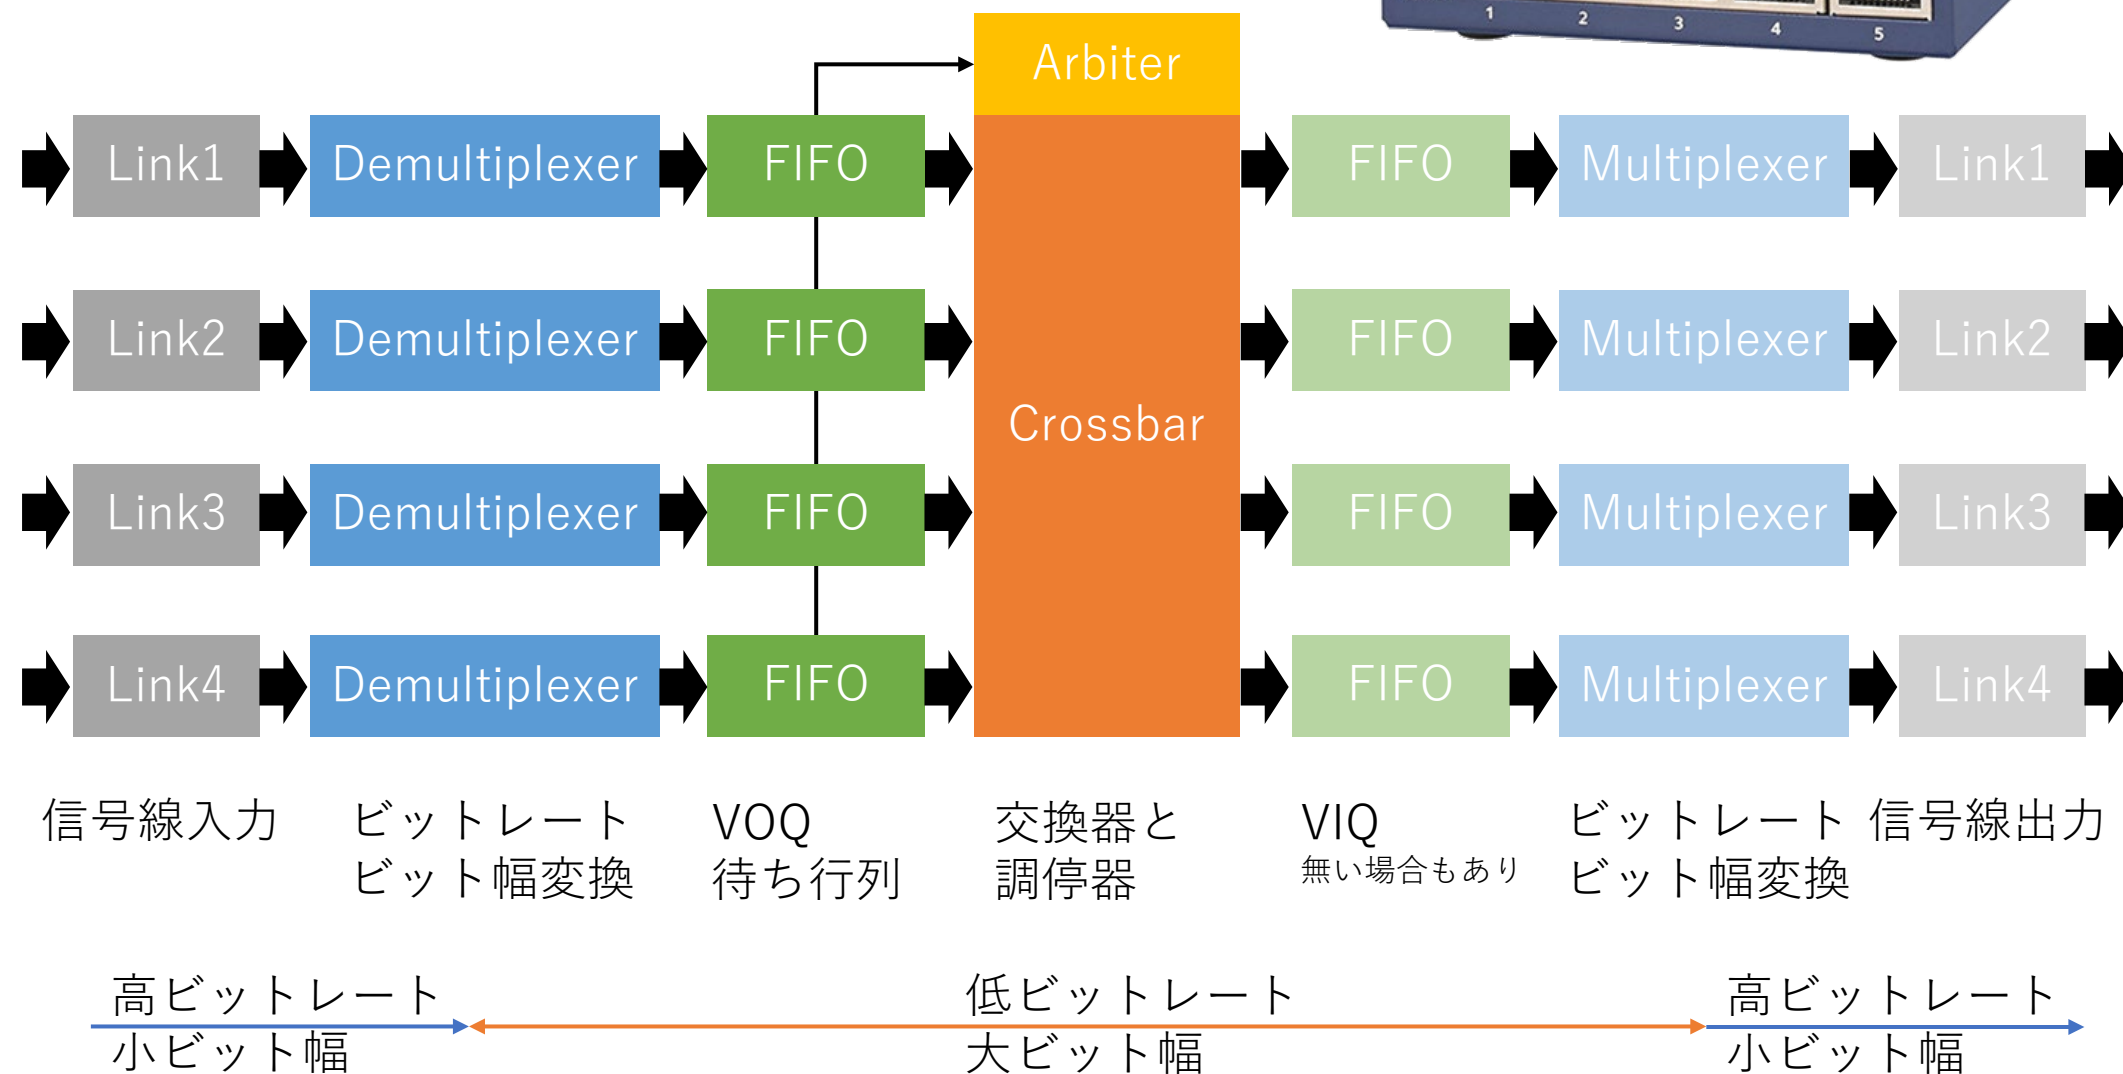 1 2 3 4 5
Arbiter
Link1 Demultiplexer FIFO FIFO Multiplexer Link1
Link2 Demultiplexer FIFO FIFO Multiplexer Link2
Crossbar
Link3 Demultiplexer FIFO FIFO Multiplexer Link3
Link4 Demultiplexer FIFO FIFO Multiplexer Link4
信号線入力
ビットレート
ビット幅変換
VOQ
待ち行列
交換器と
調停器
VIQ
無い場合もあり
ビットレート
ビット幅変換
信号線出力
高ビットレート
小ビット幅
低ビットレート
大ビット幅
高ビットレート
小ビット幅